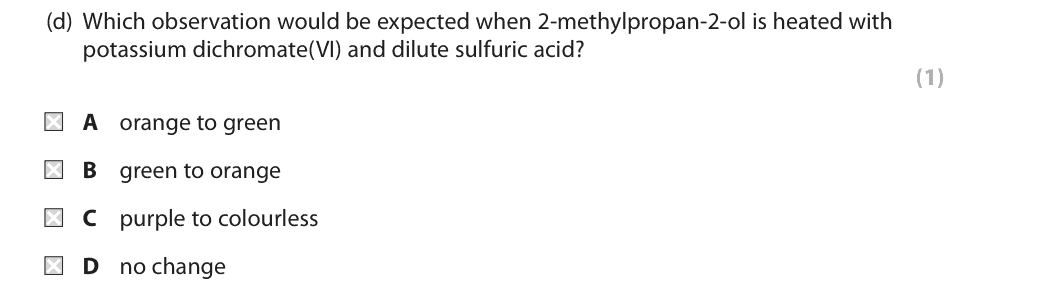 (d) Which observation would be expected when 2-methylpropan-2-ol is heated with
potassium dichromate(VI) and dilute sulfuric acid?
(1)
A orange to green
B green to orange
C purple to colourless
D no change